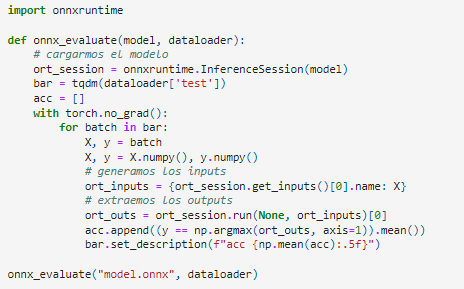 import onnxruntime
def onnx_evaluate(model, dataloader):
    # cargarmos el modelo
    ort_session = onnxruntime.InferenceSession(model)
    bar = tqdm(dataloader['test'])
    acc = []
    with torch.no_grad():
        for batch in bar:
            X, y = batch
            X, y = X.numpy(), y.numpy()
            # generamos los inputs
            ort_inputs = {ort_session.get_inputs()[0].name: X}
            # extraemos los outputs
            ort_outs = ort_session.run(None, ort_inputs)[0]
            acc.append((y == np.argmax(ort_outs, axis=1)).mean())
            bar.set_description(f"acc {np.mean(acc):.5f}")
onnx_evaluate("model.onnx", dataloader)